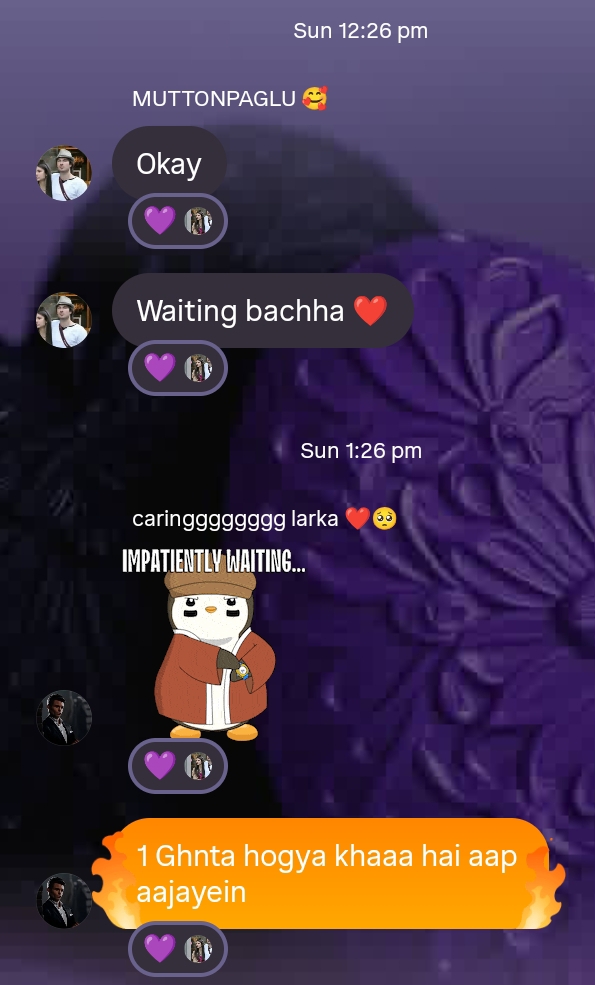 Sun 12:26 pm
MUTTONPAGLU 🥰
Okay
💜
Waiting bachha ❤️
💜
Sun 1:26 pm
caringggggggg larka ❤️🥺
IMPATIENTLY WAITING...
💜
1 Ghnta hogya khaaa hai aap
aajayein
💜